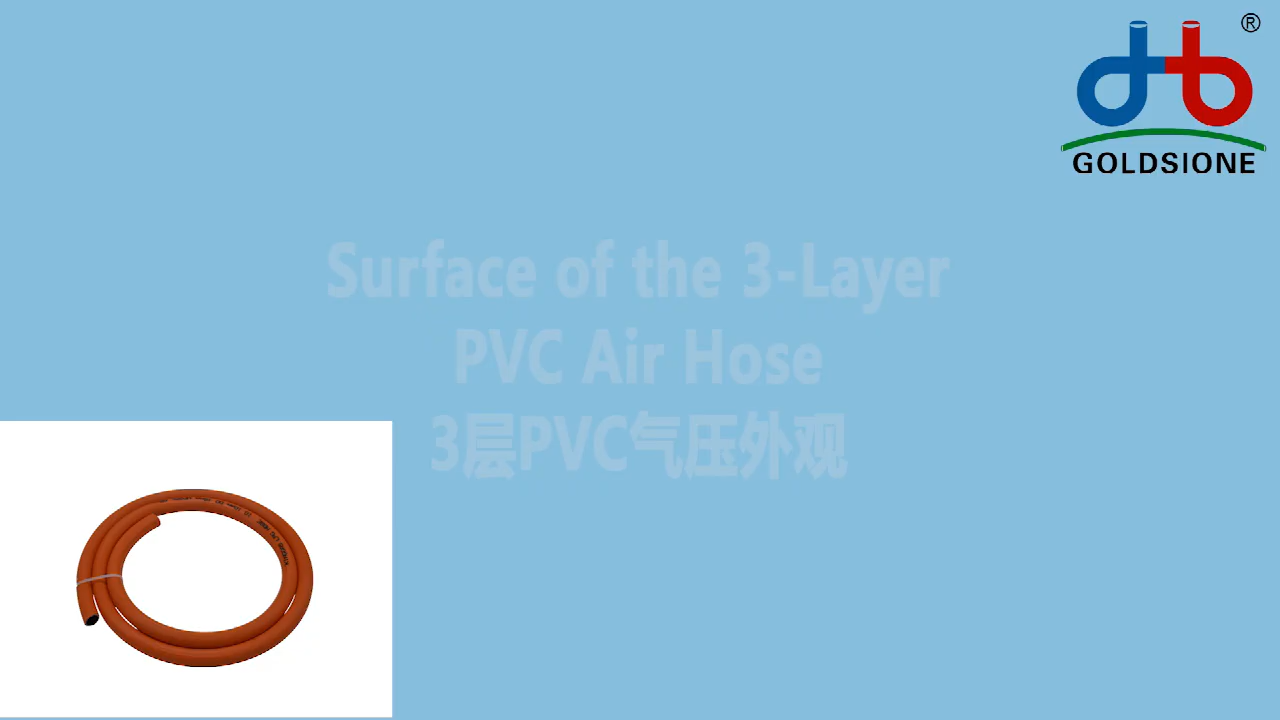 ®
GOLDSIONE
Surface of the 3-Layer
PVC Air Hose
3层PVC气压外观